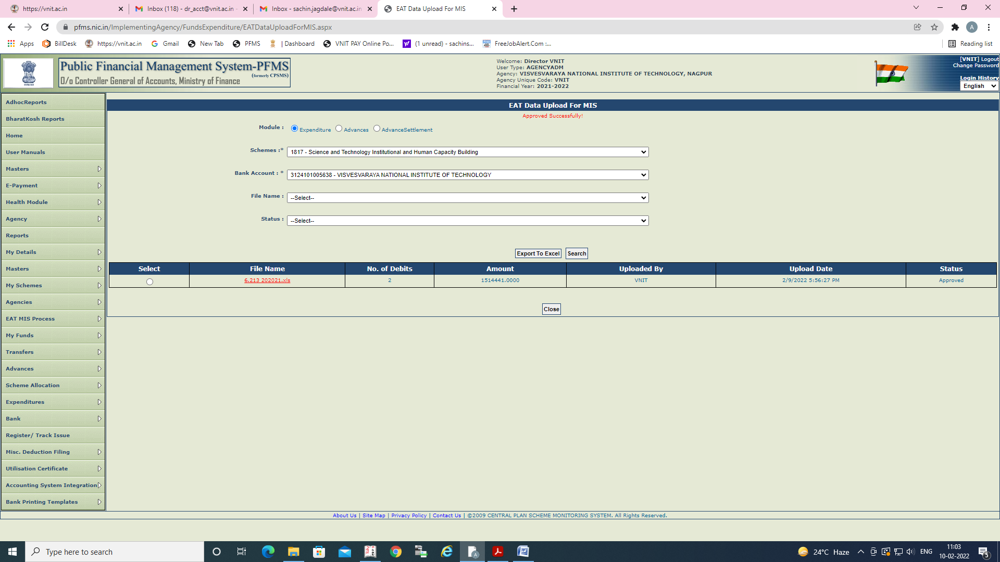 https://vnit.ac.in
Inbox (118) - dr_acct@vnit.ac.in -
Inbox - sachin.jagdale@vnit.ac.in
EAT Data Upload For MIS
pfms.nic.in/ImplementingAgency/FundsExpenditure/EATDataUploadForMIS.aspx
A
Apps
BillDesk
https://vnit.ac.in
Gmail
New Tab
PFMS
| Dashboard
VNIT PAY Online Po...
(1 unread) - sachins...
FreeJobAlert.Com :...
Reading list
Public Financial Management System-PFMS
(formerly CPSMS)
O/o Controller General of Accounts, Ministry of Finance
Welcome: Director VNIT
User Type: AGENCYADM
Agency: VISVESVARAYA NATIONAL INSTITUTE OF TECHNOLOGY, NAGPUR
Agency Unique Code: VNIT
Financial Year: 2021-2022
[VNIT] Logout
Change Password
Login History
English
AdhocReports
BharatKosh Reports
Home
User Manuals
Masters
E-Payment
Health Module
Agency
Reports
My Details
Masters
My Schemes
Agencies
EAT MIS Process
My Funds
Transfers
Advances
Scheme Allocation
Expenditures
Bank
Register/ Track Issue
Misc. Deduction Filing
Utilisation Certificate
Accounting System Integration
Bank Printing Templates
EAT Data Upload For MIS
Approved Successfully!
Module : Expenditure Advances AdvanceSettlement
Schemes :* 1817 - Science and Technology Institutional and Human Capacity Building
Bank Account : * 3124101005638 - VISVESVARAYA NATIONAL INSTITUTE OF TECHNOLOGY
File Name : --Select--
Status : --Select--
Export To Excel Search
Select File Name No. of Debits Amount Uploaded By Upload Date Status
6.213 202021.xls 2 1514441.0000 VNIT 2/9/2022 5:56:27 PM Approved
Close
About Us | Site Map | Privacy Policy | Contact Us | ©2009 CENTRAL PLAN SCHEME MONITORING SYSTEM. All Rights Reserved.
Type here to search
24°C Haze
ENG
11:03
10-02-2022
5